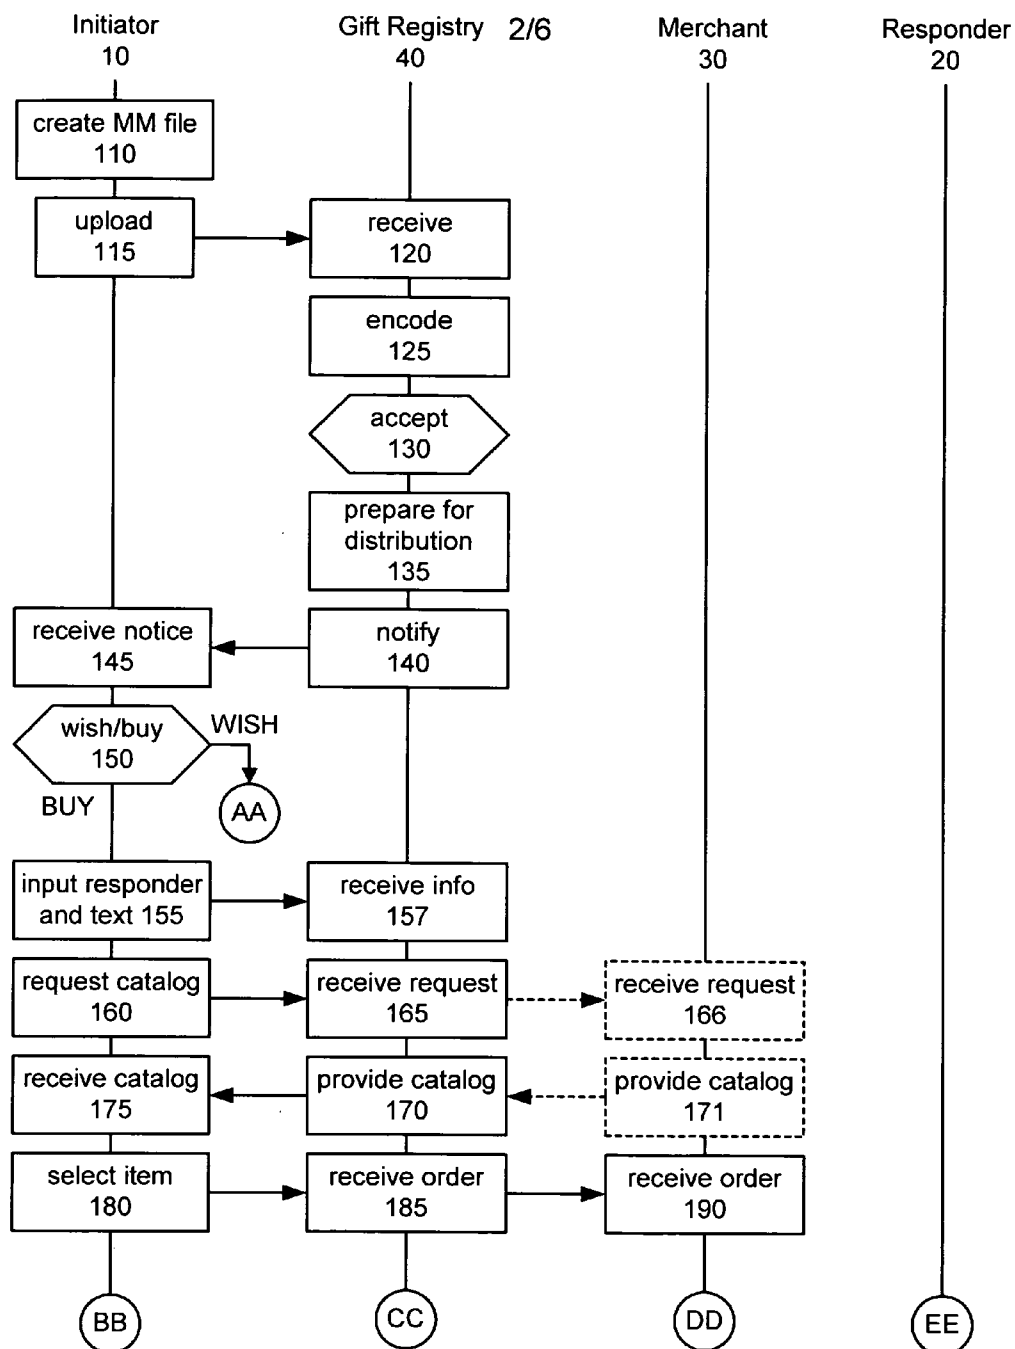 Initiator
10
Gift Registry
40
2/6
Merchant
30
Responder
20
create MM file
110
upload
115
receive
120
encode
125
accept
130
prepare for
distribution
135
receive notice
145
notify
140
wish/buy
150
WISH
AA
BUY
input responder
and text 155
receive info
157
request catalog
160
receive request
165
receive request
166
receive catalog
175
provide catalog
170
provide catalog
171
select item
180
receive order
185
receive order
190
BB
CC
DD
EE